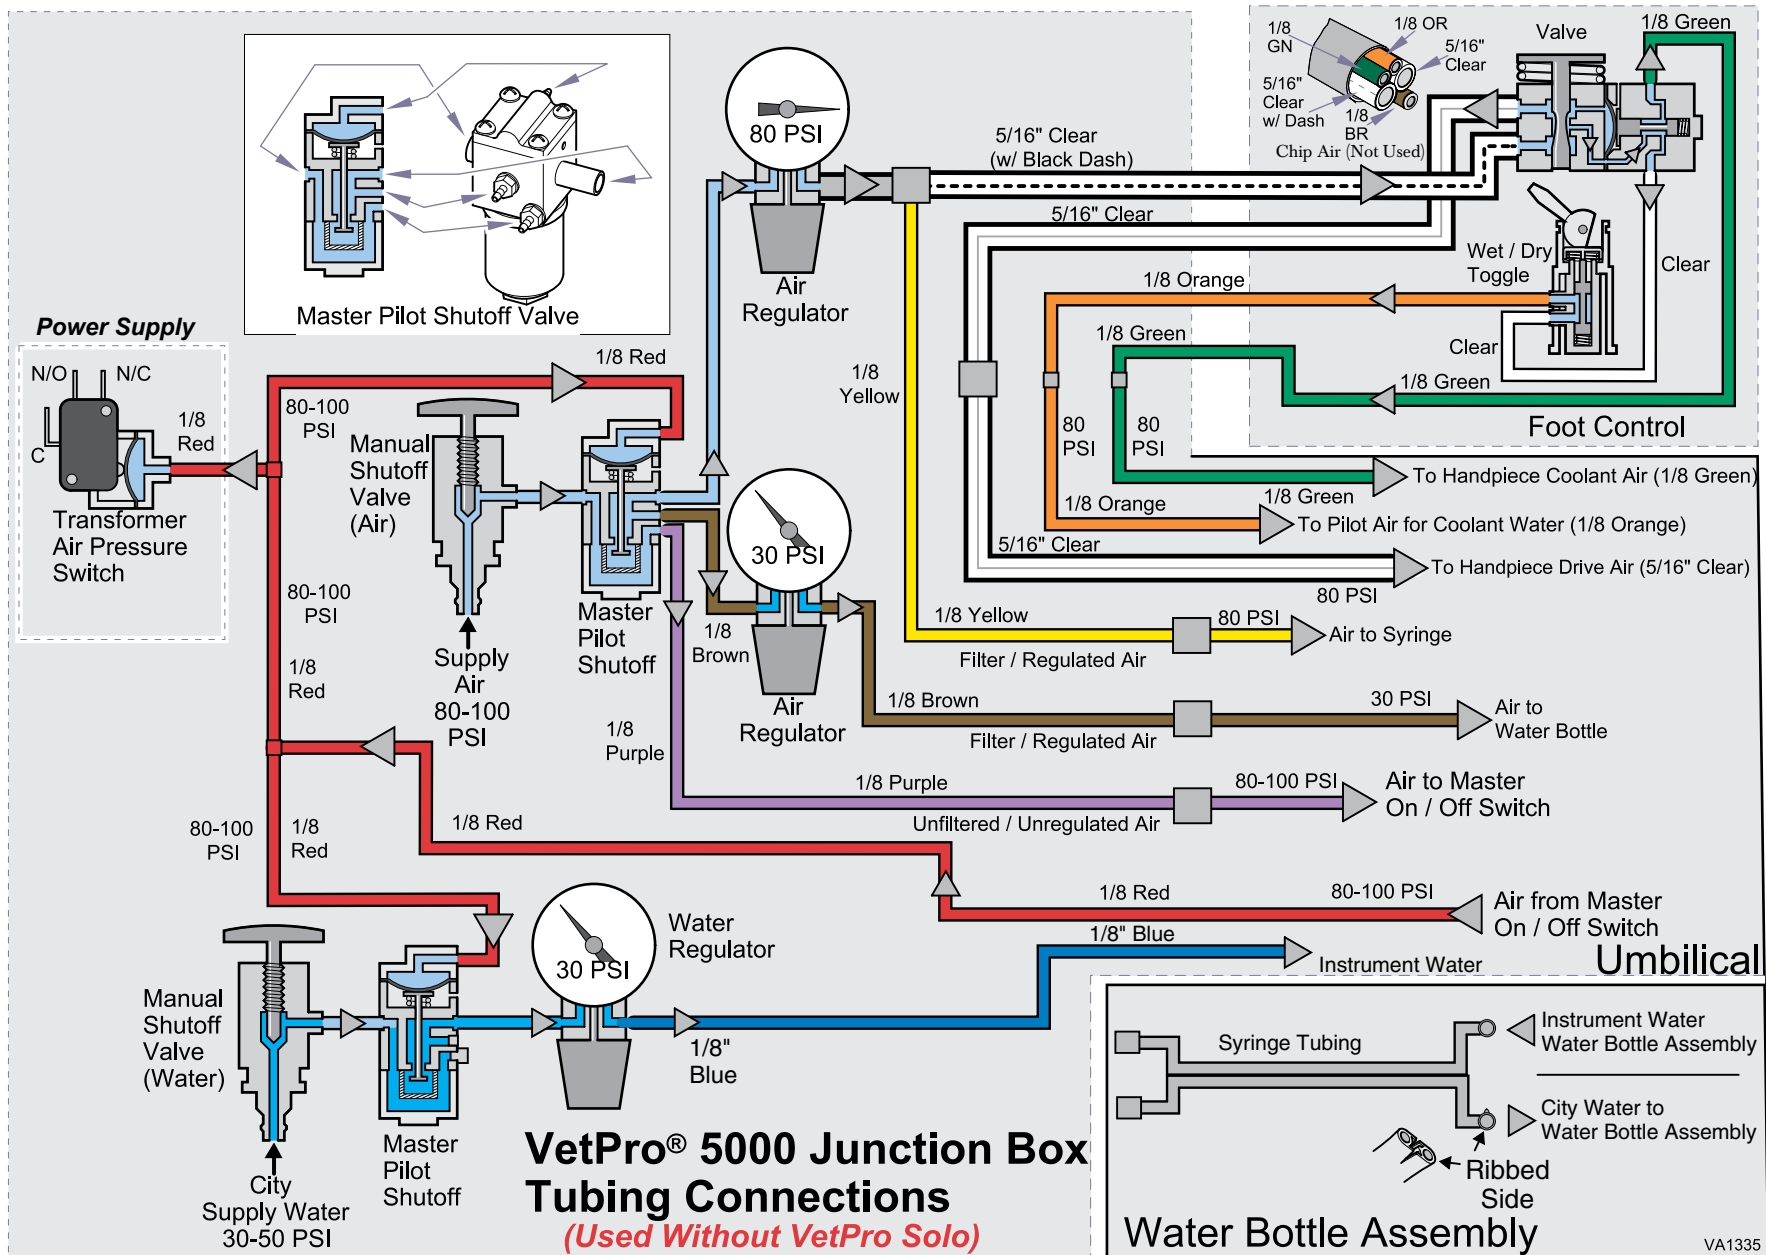 Master Pilot Shutoff Valve
Power Supply
N/O
N/C
C
1/8
Red
Transformer
Air Pressure
Switch
80-100
PSI
1/8 Red
Manual
Shutoff
Valve
(Air)
Supply
Air
80-100
PSI
Master
Pilot
Shutoff
80-100
PSI
1/8
Red
80 PSI
Air
Regulator
30 PSI
Air
Regulator
1/8
Brown
1/8
Purple
1/8
Yellow
5/16" Clear
(w/ Black Dash)
5/16" Clear
1/8 Orange
1/8 Green
80
PSI
80
PSI
1/8 Orange
1/8 Green
5/16" Clear
1/8
GN
1/8 OR
5/16"
Clear
5/16"
Clear
w/ Dash
1/8
BR
Chip Air (Not Used)
Valve
1/8 Green
Wet / Dry
Toggle
Clear
Clear
1/8 Green
Foot Control
To Handpiece Coolant Air (1/8 Green)
To Pilot Air for Coolant Water (1/8 Orange)
To Handpiece Drive Air (5/16" Clear)
80 PSI
1/8 Yellow
80 PSI
Air to Syringe
Filter / Regulated Air
1/8 Brown
30 PSI
Air to
Water Bottle
Filter / Regulated Air
1/8 Purple
80-100 PSI
Air to Master
On / Off Switch
Unfiltered / Unregulated Air
80-100
PSI
1/8
Red
1/8 Red
1/8 Red
80-100 PSI
Air from Master
On / Off Switch
1/8" Blue
Instrument Water
Umbilical
Manual
Shutoff
Valve
(Water)
City
Supply Water
30-50 PSI
Master
Pilot
Shutoff
30 PSI
Water
Regulator
1/8"
Blue
VetPro® 5000 Junction Box
Tubing Connections
(Used Without VetPro Solo)
Syringe Tubing
Instrument Water
Water Bottle Assembly
City Water to
Water Bottle Assembly
Ribbed
Side
Water Bottle Assembly
VA1335